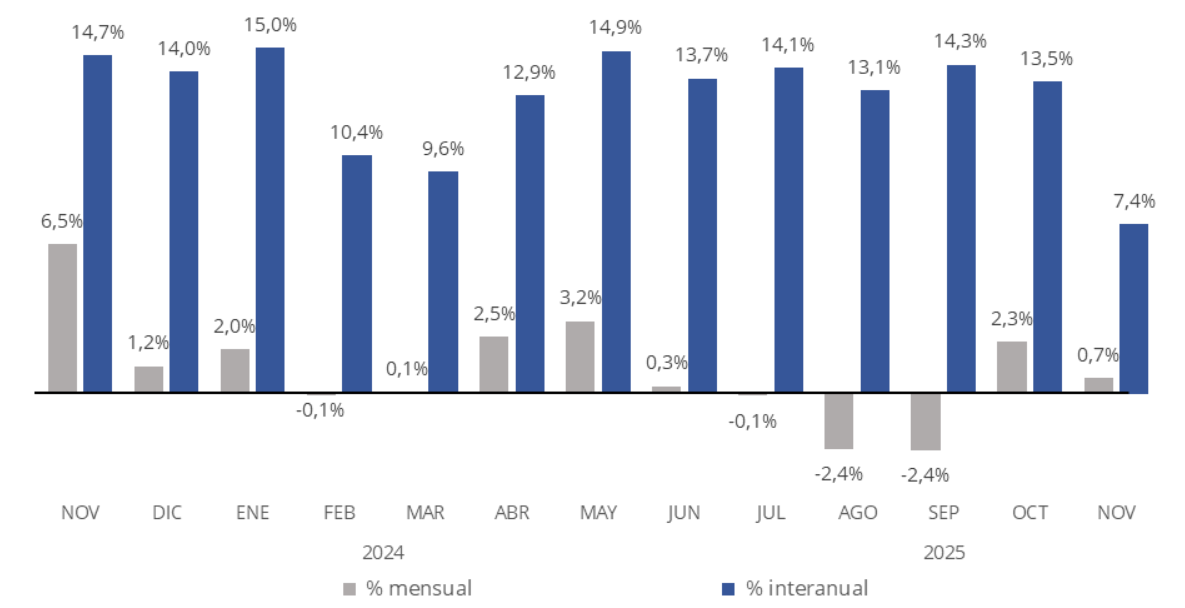 14,7% 14,0% 15,0% 10,4% 9,6% 12,9% 14,9% 13,7% 14,1% 13,1% 14,3% 13,5% 7,4%
6,5% 1,2% 2,0% -0,1% 0,1% 2,5% 3,2% 0,3% -0,1% -2,4% -2,4% 2,3% 0,7%
NOV DIC ENE FEB MAR ABR MAY JUN JUL AGO SEP OCT NOV
2024 2025
% mensual % interanual